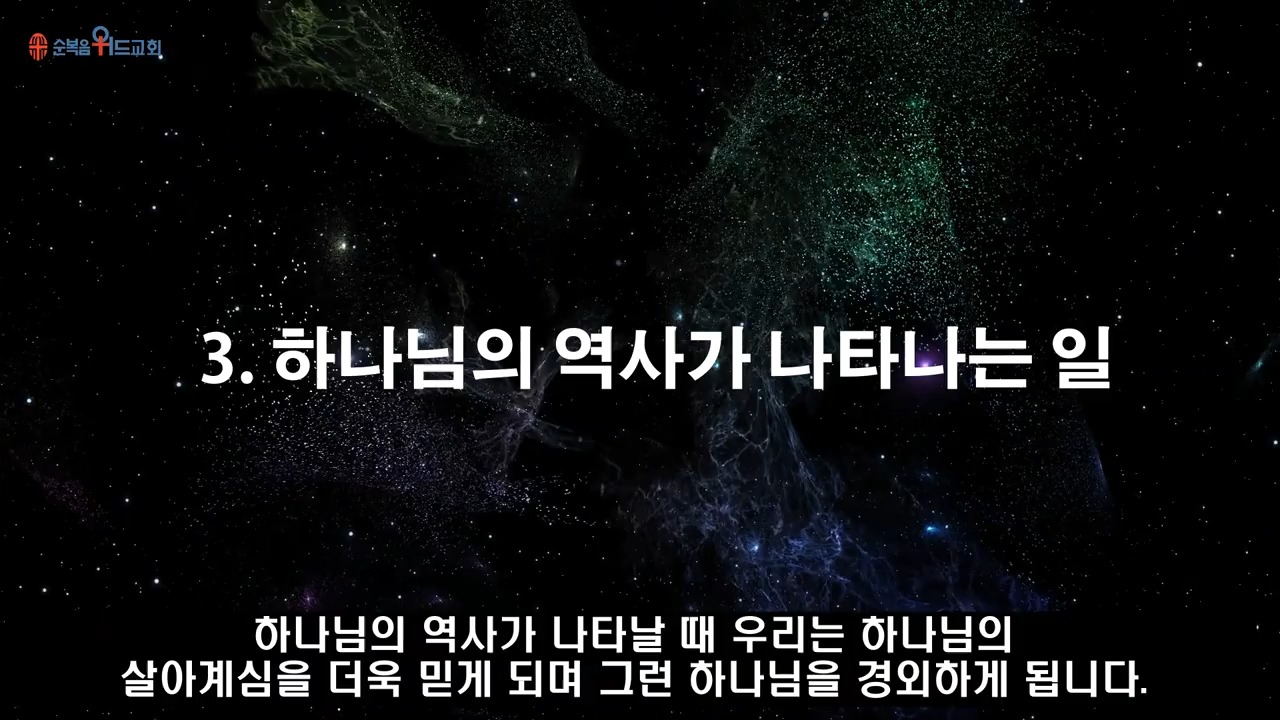 순복음워드교회
3. 하나님의 역사가 나타나는 일
하나님의 역사가 나타날 때 우리는 하나님의
살아계심을 더욱 믿게 되며 그런 하나님을 경외하게 됩니다.